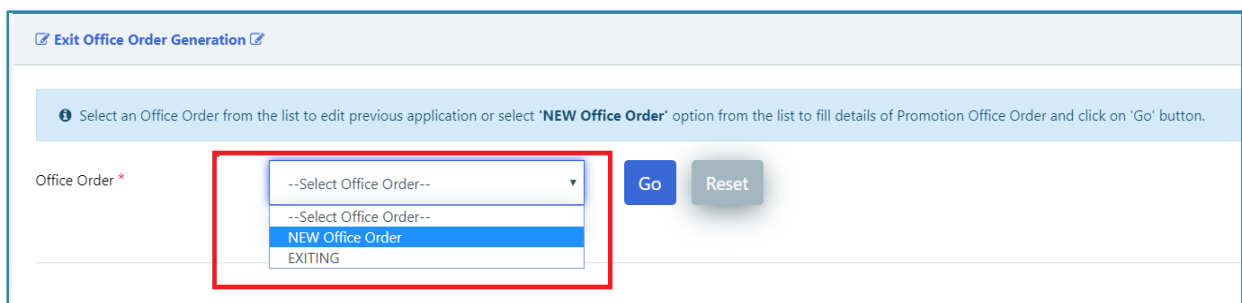 Exit Office Order Generation
Select an Office Order from the list to edit previous application or select 'NEW Office Order' option from the list to fill details of Promotion Office Order and click on 'Go' button.
Office Order *
--Select Office Order--
Go
Reset
--Select Office Order--
NEW Office Order
EXITING